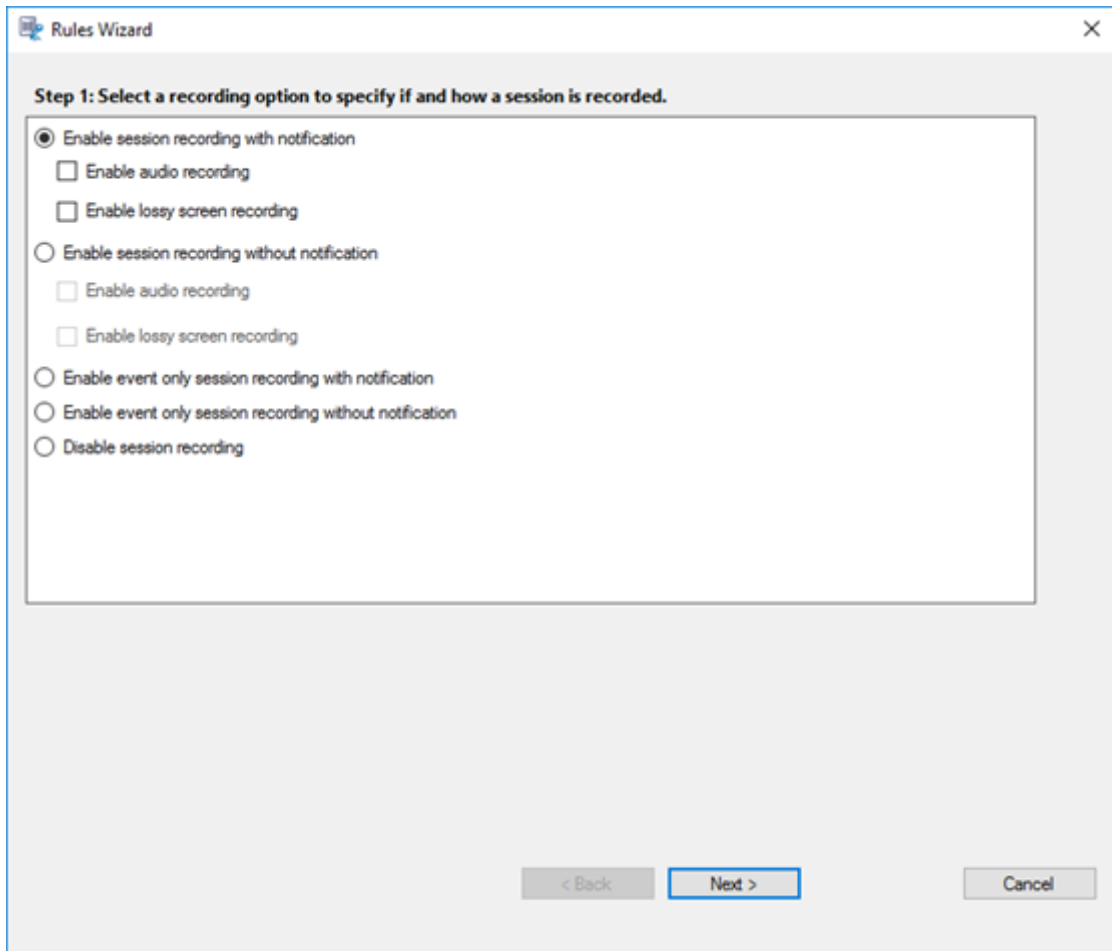 Rules Wizard
Step 1: Select a recording option to specify if and how a session is recorded.
Enable session recording with notification
Enable audio recording
Enable lossy screen recording
Enable session recording without notification
Enable audio recording
Enable lossy screen recording
Enable event only session recording with notification
Enable event only session recording without notification
Disable session recording
< Back Next > Cancel